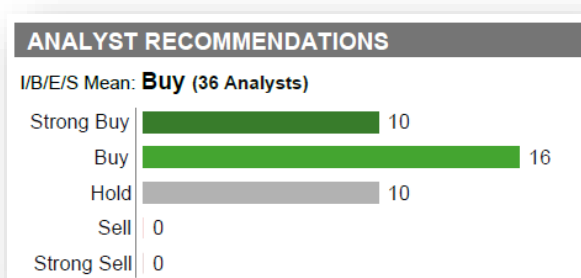 ANALYST RECOMMENDATIONS
I/B/E/S Mean: Buy (36 Analysts)
Strong Buy 10
Buy 16
Hold 10
Sell 0
Strong Sell 0